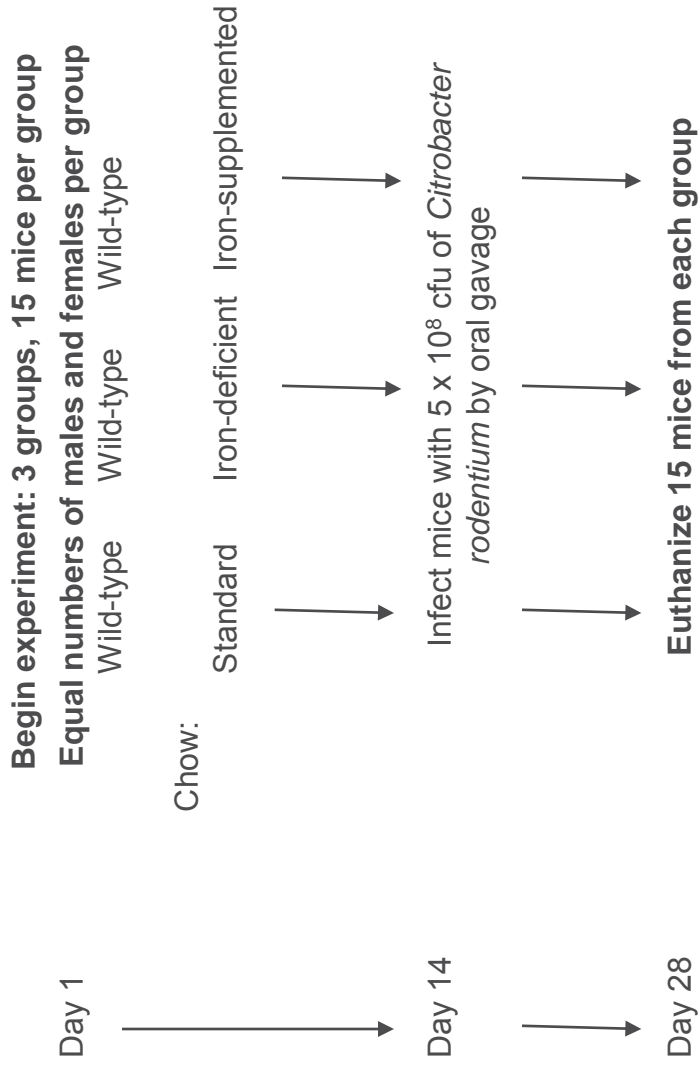 Begin experiment: 3 groups, 15 mice per group
Day 1 Equal numbers of males and females per group
Wild-type Wild-type Wild-type
Chow:
Standard Iron-deficient Iron-supplemented
Day 14 Infect mice with 5 x 10⁸ cfu of Citrobacter
rodentium by oral gavage
Day 28 Euthanize 15 mice from each group